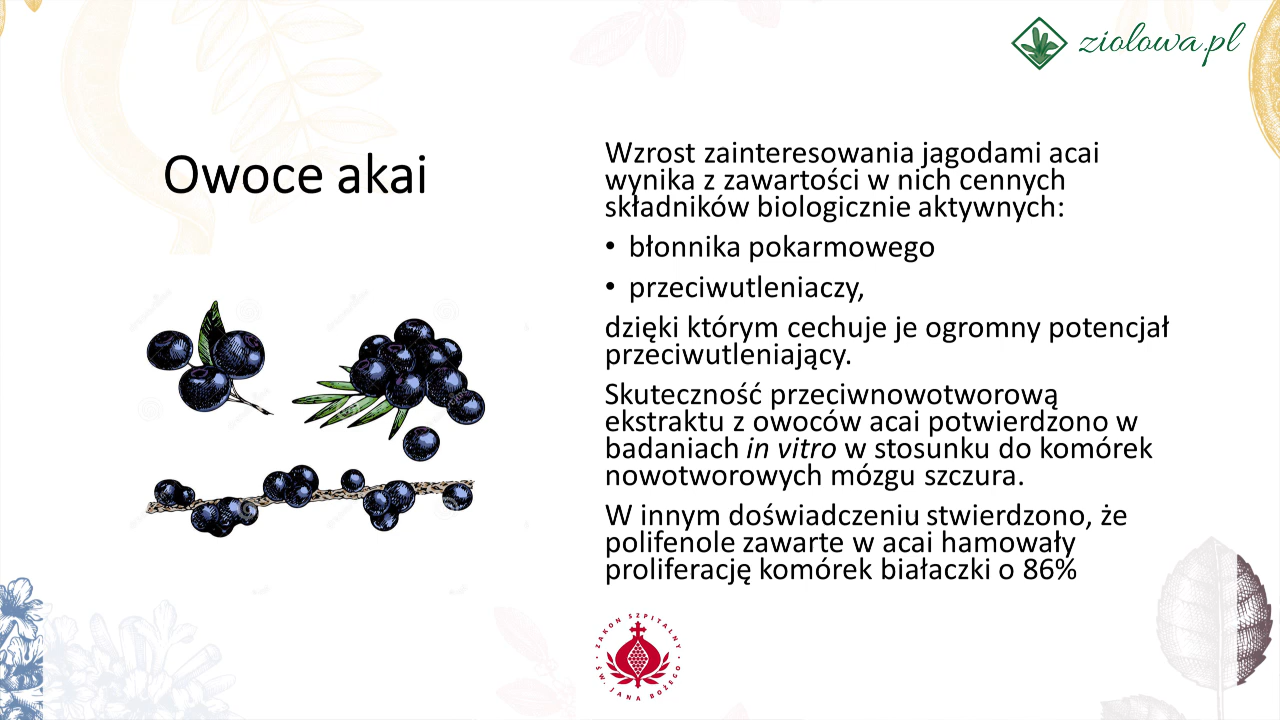 ziolowa.pl
Owoce akai
Wzrost zainteresowania jagodami acai
wynika z zawartości w nich cennych
składników biologicznie aktywnych:
• błonnika pokarmowego
• przeciwutleniaczy,
dzięki którym cechuje je ogromny potencjał
przeciwutleniający.
Skuteczność przeciwnowotworową
ekstraktu z owoców acai potwierdzono w
badaniach in vitro w stosunku do komórek
nowotworowych mózgu szczura.
W innym doświadczeniu stwierdzono, że
polifenole zawarte w acai hamowały
proliferację komórek białaczki o 86%
ZAKON SZPITALNY
ŚW. JANA BOŻEGO